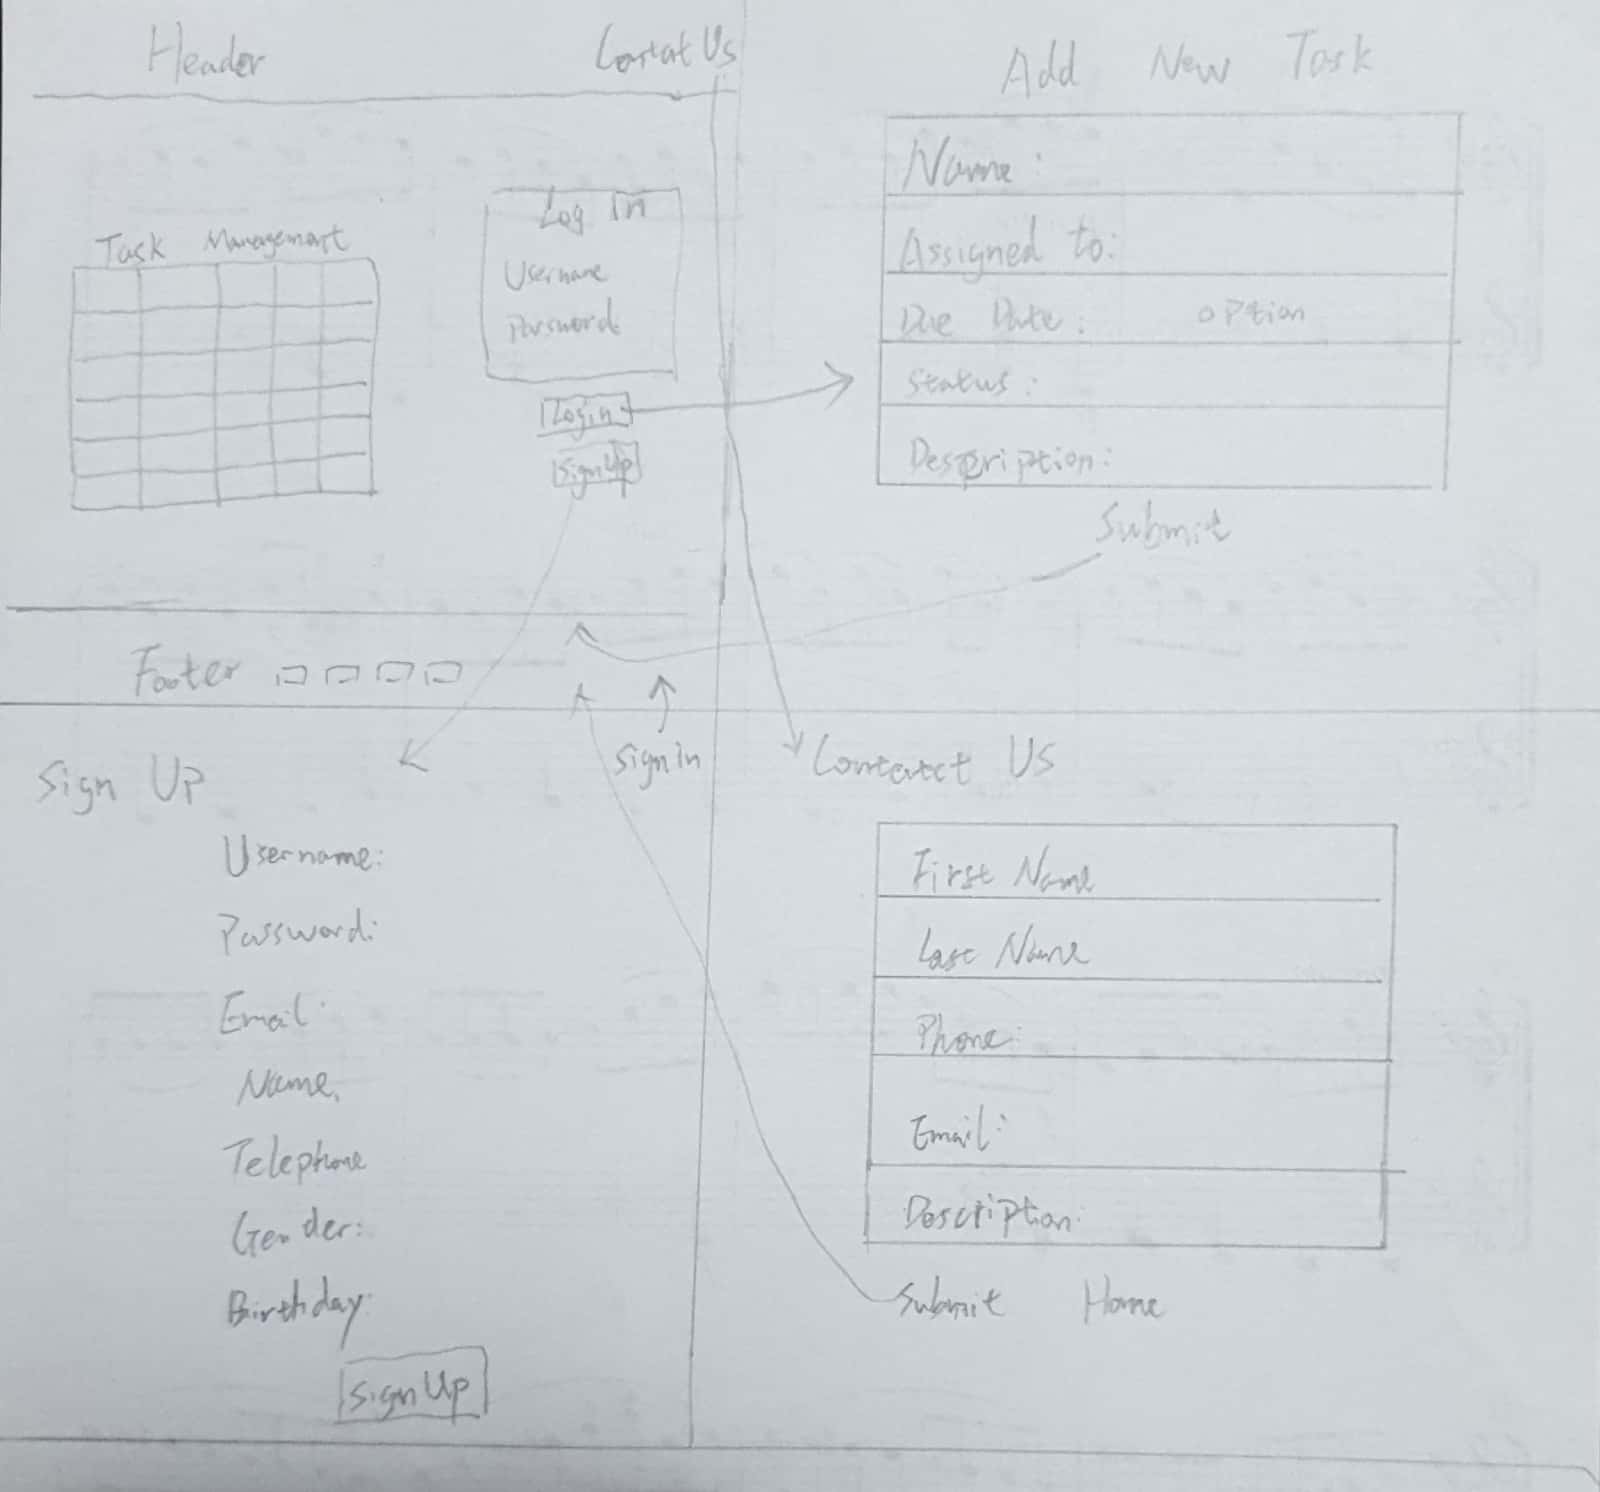 Header
Contat Us
Task Management
Log In
Username
Password
Login
Sign Up
Footer
Add New Task
Name:
Assigned to:
Due Date: option
Status:
Description:
Submit
Sign in
Sign Up
Username:
Password:
Email:
Name.
Telephone
Gender:
Birthday:
Sign Up
Contatct Us
First Name
Last Name
Phone:
Email:
Description:
Submit Home